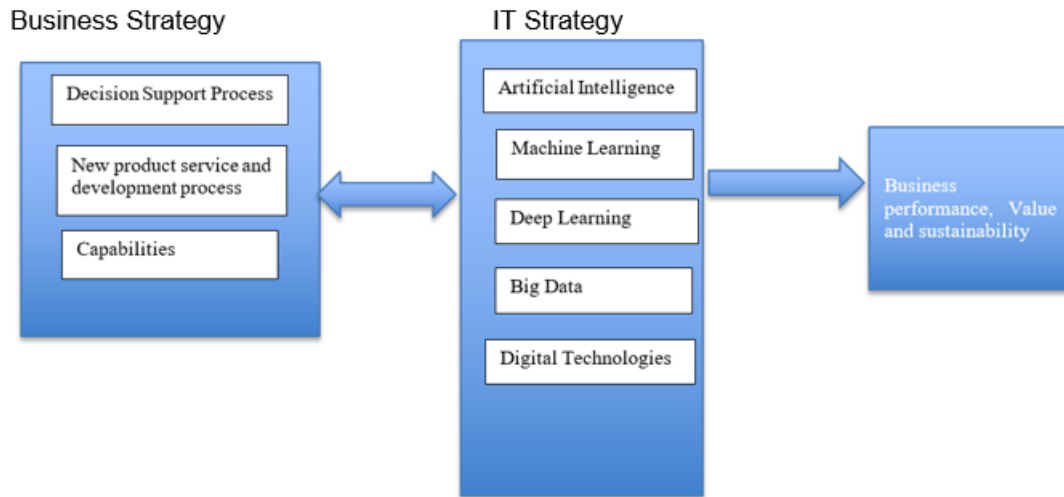 Business Strategy
Decision Support Process
New product service and
development process
Capabilities
IT Strategy
Artificial Intelligence
Machine Learning
Deep Learning
Big Data
Digital Technologies
Business
performance, Value
and sustainability